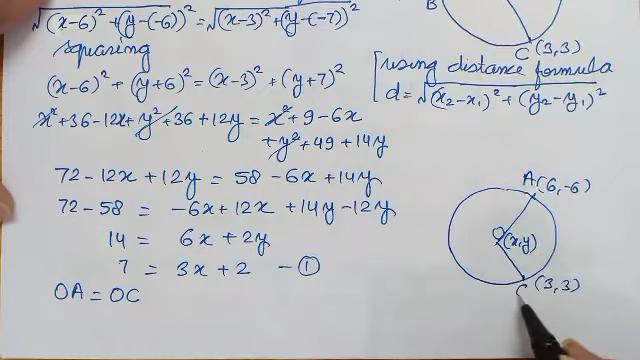 √(x-6)²+(y-(-6))² = √(x-3)²+(y-(-7))²
squaring
(x-6)² + (y+6)² = (x-3)² + (y+7)²
x²+36-12x+y²+36+12y = x²+9-6x
+y²+49+14y
72-12x+12y = 58-6x+14y
72-58 = -6x+12x+14y-12y
14 = 6x+2y
7 = 3x+2 -①
OA=OC
B
C(3,3)
[using distance formula
d=√(x₂-x₁)²+(y₂-y₁)²
A(6,-6)
O(x,y)
C(3,3)